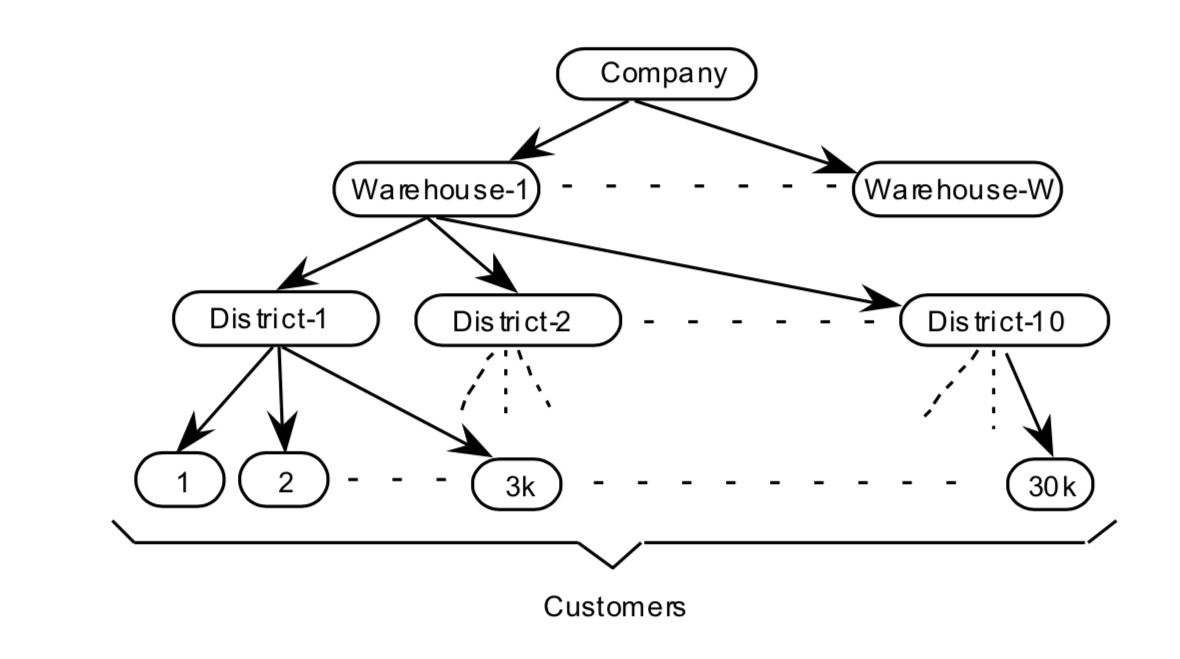 Company
Warehouse-1
Warehouse-W
District-1
District-2
District-10
1
2
3k
30k
Customers